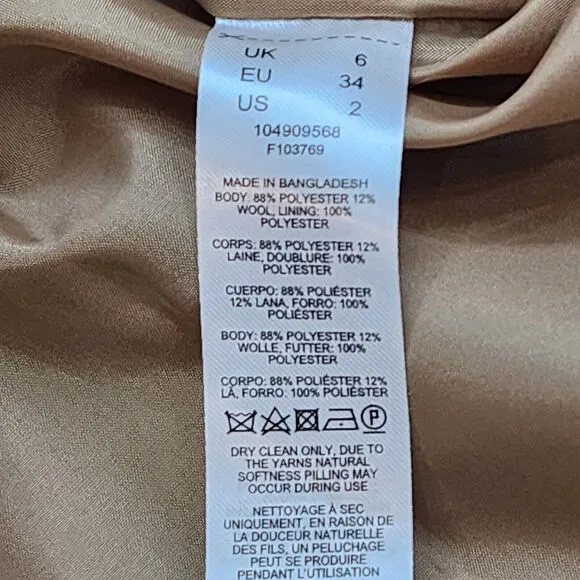 UK 6
EU 34
US 2
104909568
F103769
MADE IN BANGLADESH
BODY: 88% POLYESTER 12%
WOOL, LINING: 100%
POLYESTER
CORPS: 88% POLYESTER 12%
LAINE, DOUBLURE: 100%
POLYESTER
CUERPO: 88% POLIÉSTER
12% LANA, FORRO: 100%
POLIÉSTER
BODY: 88% POLYESTER 12%
WOLLE, FUTTER: 100%
POLYESTER
CORPO: 88% POLIÉSTER 12%
LÃ, FORRO: 100% POLIÉSTER
P
DRY CLEAN ONLY, DUE TO
THE YARNS NATURAL
SOFTNESS PILLING MAY
OCCUR DURING USE
NETTOYAGE À SEC
UNIQUEMENT, EN RAISON DE
LA DOUCEUR NATURELLE
DES FILS, UN PELUCHAGE
PEUT SE PRODUIRE
PENDANT L'UTILISATION